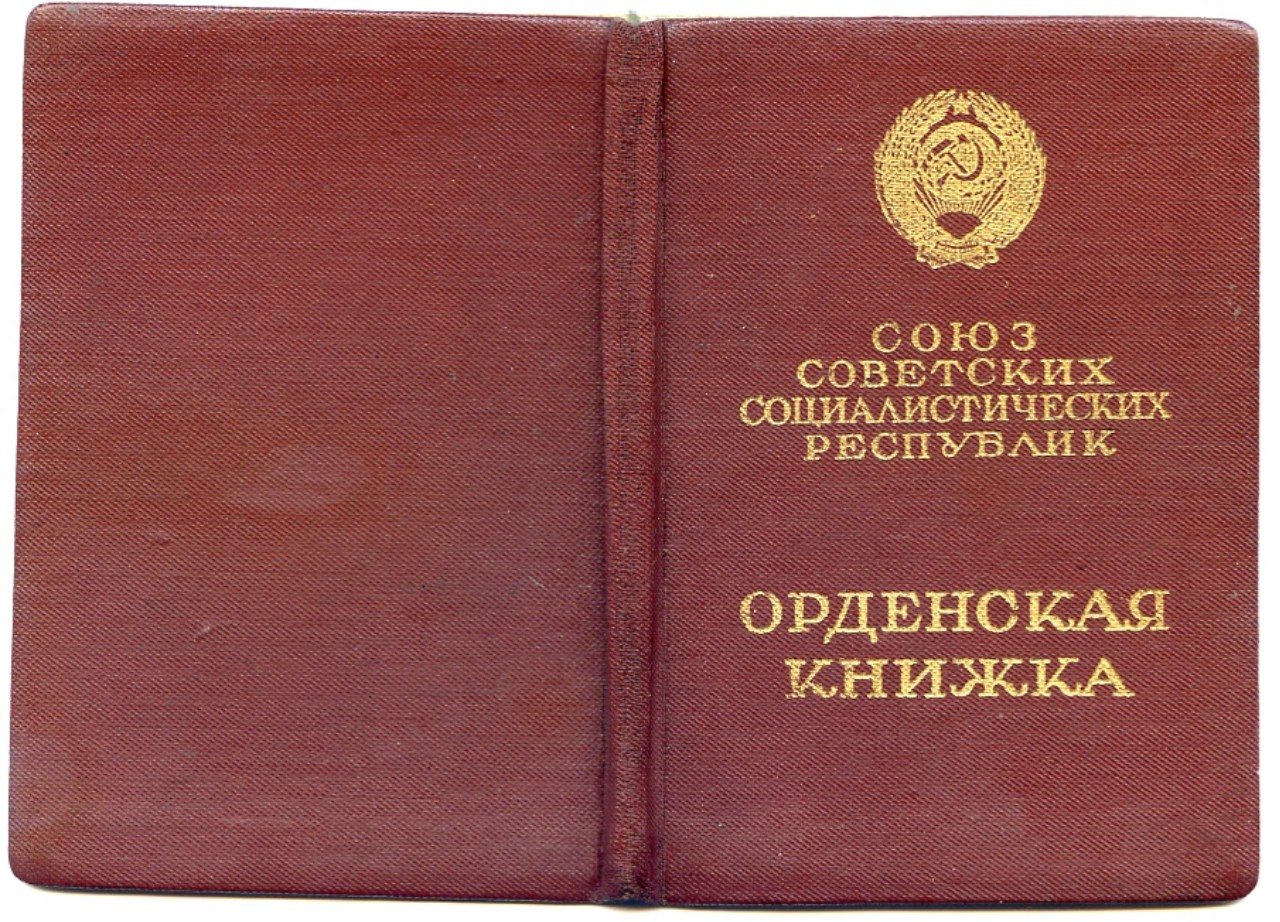 СОЮЗ
СОВЕТСКИХ
СОЦИАЛИСТИЧЕСКИХ
РЕСПУБЛИК
ОРДЕНСКАЯ
КНИЖКА